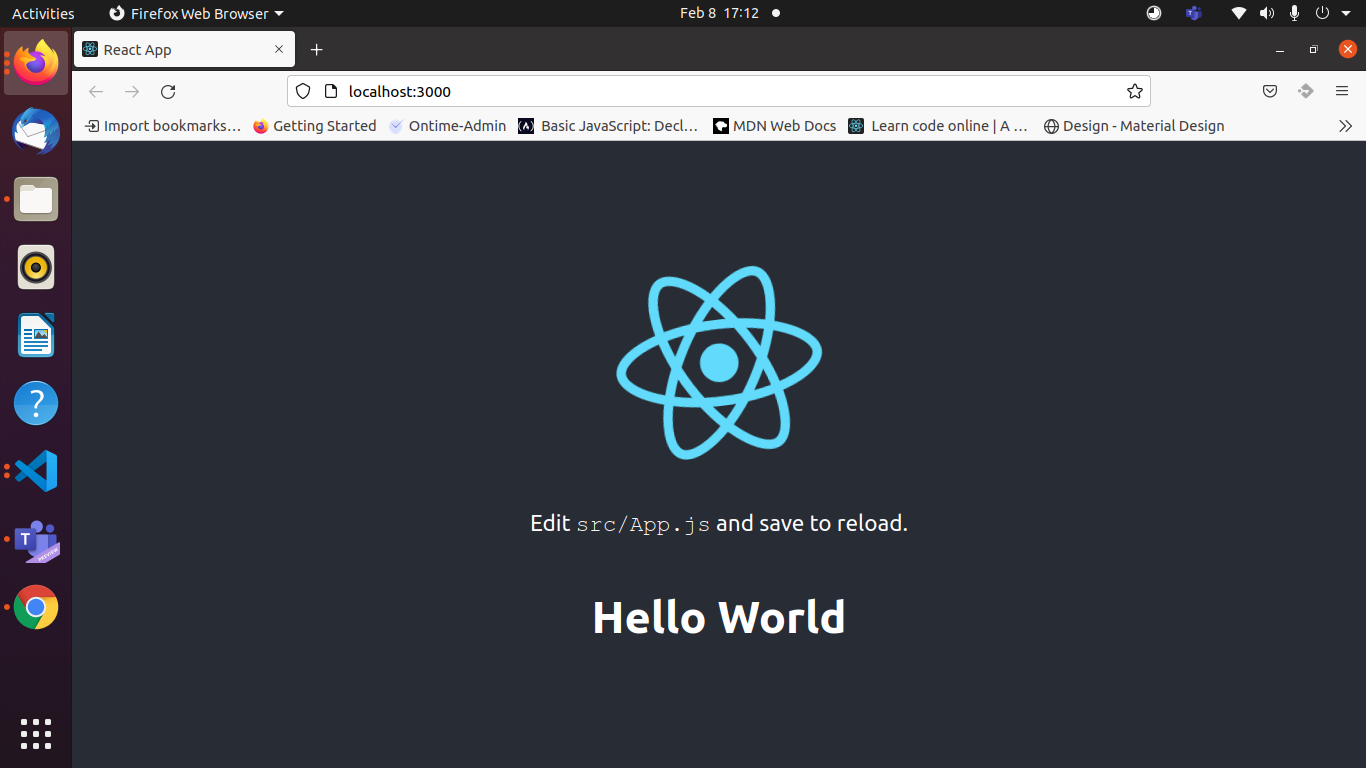 Activities Firefox Web Browser Feb 8 17:12
React App
localhost:3000
Import bookmarks… Getting Started Ontime-Admin Basic JavaScript: Decl… MDN Web Docs Learn code online | A … Design - Material Design
Edit src/App.js and save to reload.
Hello World
T
PREVIEW